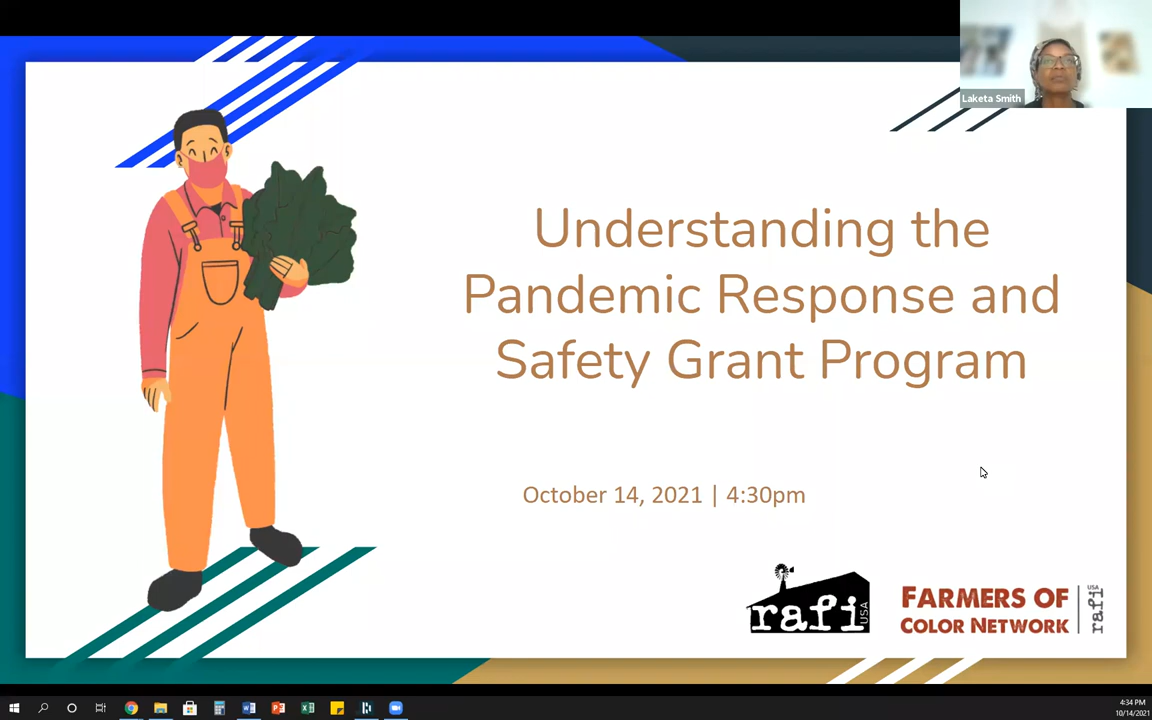 Laketa Smith
Understanding the
Pandemic Response and
Safety Grant Program
October 14, 2021 | 4:30pm
rafi USA
FARMERS OF
COLOR NETWORK
rafi USA
4:34 PM
10/14/2021